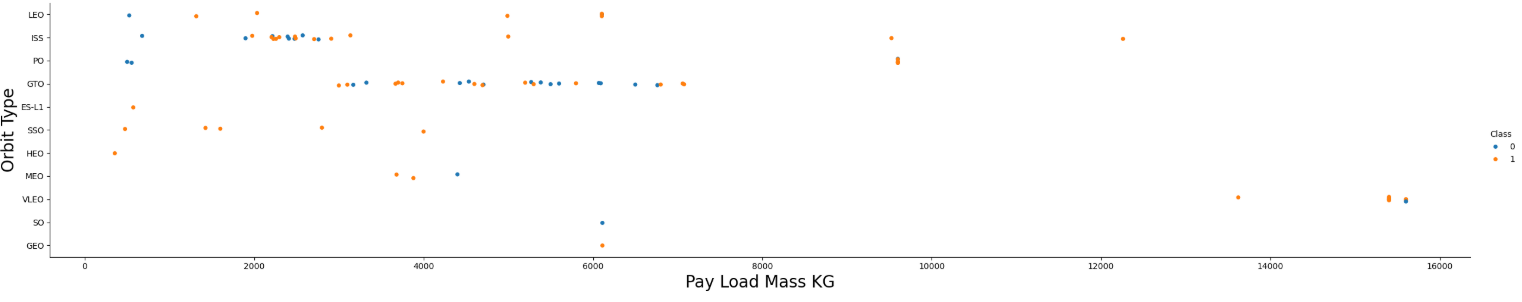 LEO
ISS
PO
GTO
ES-L1
SSO
HEO
MEO
VLEO
SO
GEO
Orbit Type
0 2000 4000 6000 8000 10000 12000 14000 16000
Pay Load Mass KG
Class
0
1